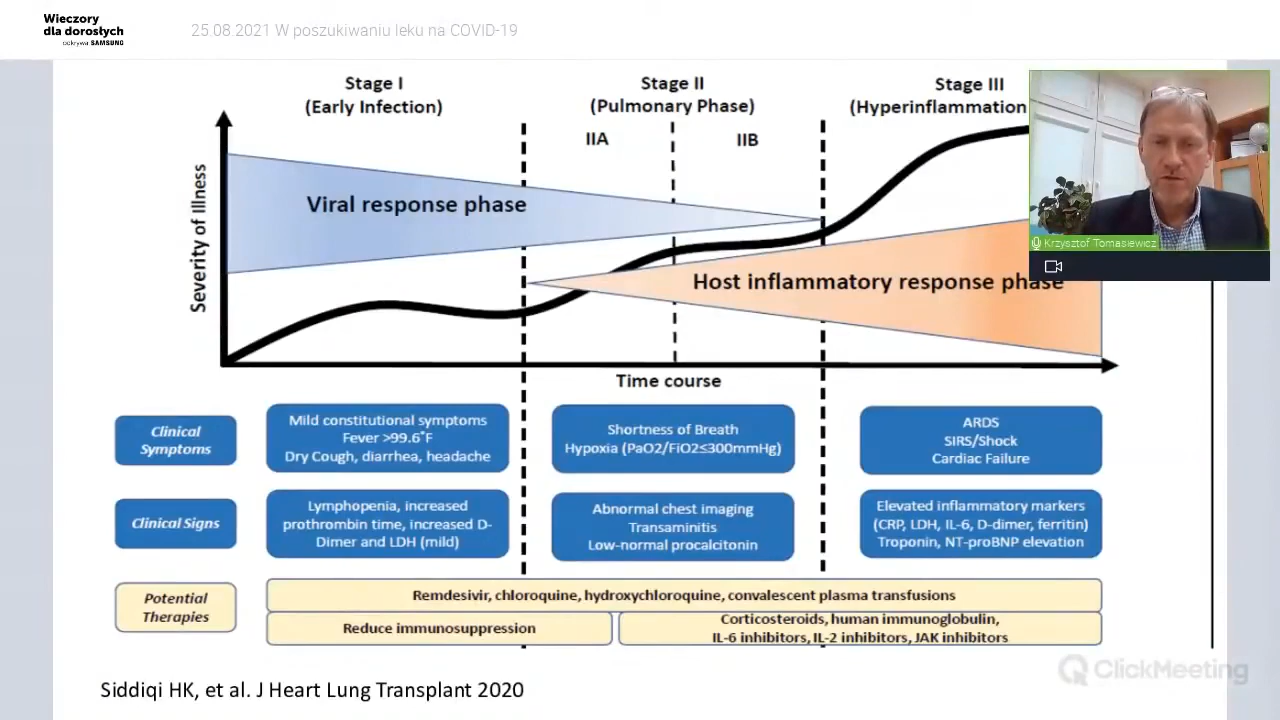 Wieczory
dla dorosłych
odkrywa SAMSUNG
25.08.2021 W poszukiwaniu leku na COVID-19
Stage I
(Early Infection)
Stage II
(Pulmonary Phase)
Stage III
(Hyperinflammation
IIA
IIB
Severity of Illness
Viral response phase
Host inflammatory response phase
Time course
Krzysztof Tomasiewicz
Clinical
Symptoms
Mild constitutional symptoms
Fever >99.6°F
Dry Cough, diarrhea, headache
Shortness of Breath
Hypoxia (PaO2/FiO2≤300mmHg)
ARDS
SIRS/Shock
Cardiac Failure
Clinical Signs
Lymphopenia, increased
prothrombin time, increased D-
Dimer and LDH (mild)
Abnormal chest imaging
Transaminitis
Low-normal procalcitonin
Elevated inflammatory markers
(CRP, LDH, IL-6, D-dimer, ferritin)
Troponin, NT-proBNP elevation
Potential
Therapies
Remdesivir, chloroquine, hydroxychloroquine, convalescent plasma transfusions
Reduce immunosuppression
Corticosteroids, human immunoglobulin,
IL-6 inhibitors, IL-2 inhibitors, JAK inhibitors
Siddiqi HK, et al. J Heart Lung Transplant 2020
ClickMeeting